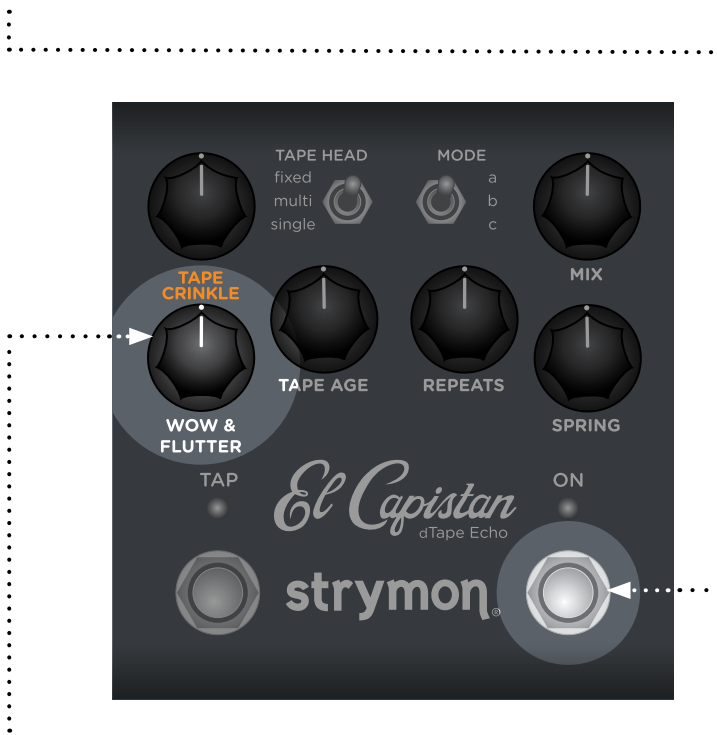 TAPE HEAD
fixed
multi
single
MODE
a
b
c
MIX
TAPE
CRINKLE
TAPE AGE
REPEATS
WOW &
FLUTTER
SPRING
TAP
ON
El Capistan
dTape Echo
strymon®